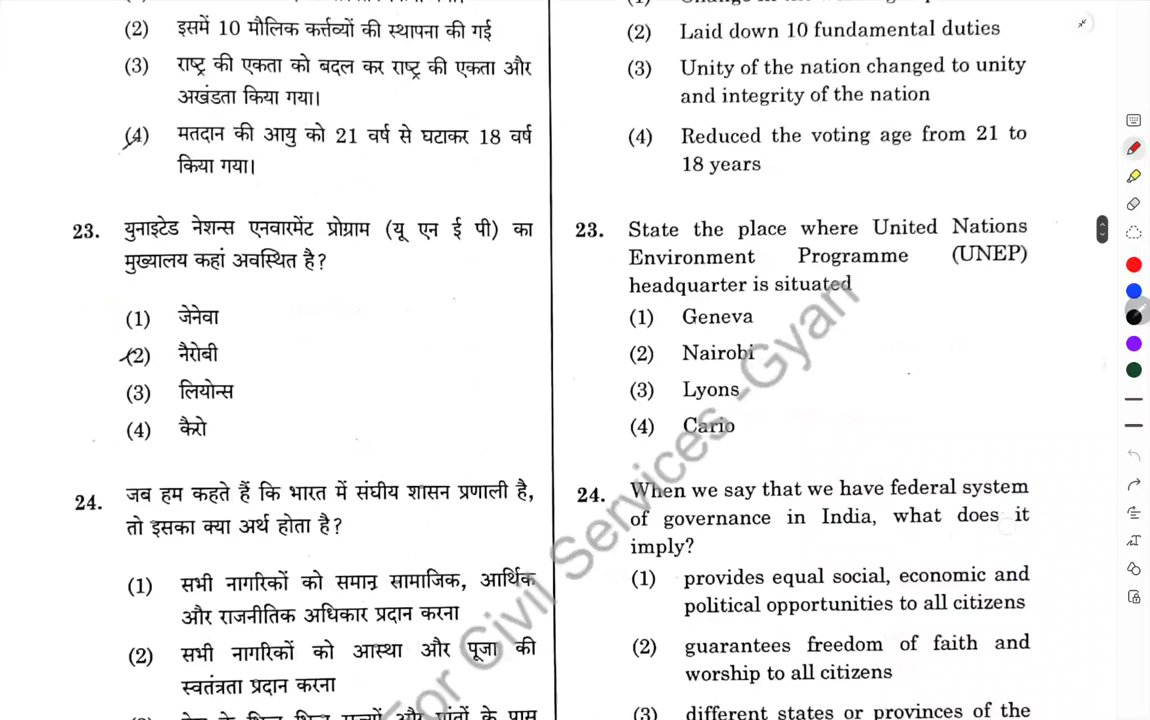 (2) इसमें 10 मौलिक कर्त्तव्यों की स्थापना की गई
(3) राष्ट्र की एकता को बदल कर राष्ट्र की एकता और
अखंडता किया गया।
(4) मतदान की आयु को 21 वर्ष से घटाकर 18 वर्ष
किया गया।
23. युनाइटेड नेशन्स एनवारमेंट प्रोग्राम (यू एन ई पी) का
मुख्यालय कहां अवस्थित है?
(1) जेनेवा
(2) नैरोबी
(3) लियोन्स
(4) कैरो
24. जब हम कहते हैं कि भारत में संघीय शासन प्रणाली है,
तो इसका क्या अर्थ होता है?
(1) सभी नागरिकों को समान सामाजिक, आर्थिक
और राजनीतिक अधिकार प्रदान करना
(2) सभी नागरिकों को आस्था और पूजा की
स्वतंत्रता प्रदान करना
(2) Laid down 10 fundamental duties
(3) Unity of the nation changed to unity
and integrity of the nation
(4) Reduced the voting age from 21 to
18 years
23. State the place where United Nations
Environment Programme (UNEP)
headquarter is situated
(1) Geneva
(2) Nairobi
(3) Lyons
(4) Cario
24. When we say that we have federal system
of governance in India, what does it
imply?
(1) provides equal social, economic and
political opportunities to all citizens
(2) guarantees freedom of faith and
worship to all citizens
(3) different states or provinces of the
For Civil Services -Gyan